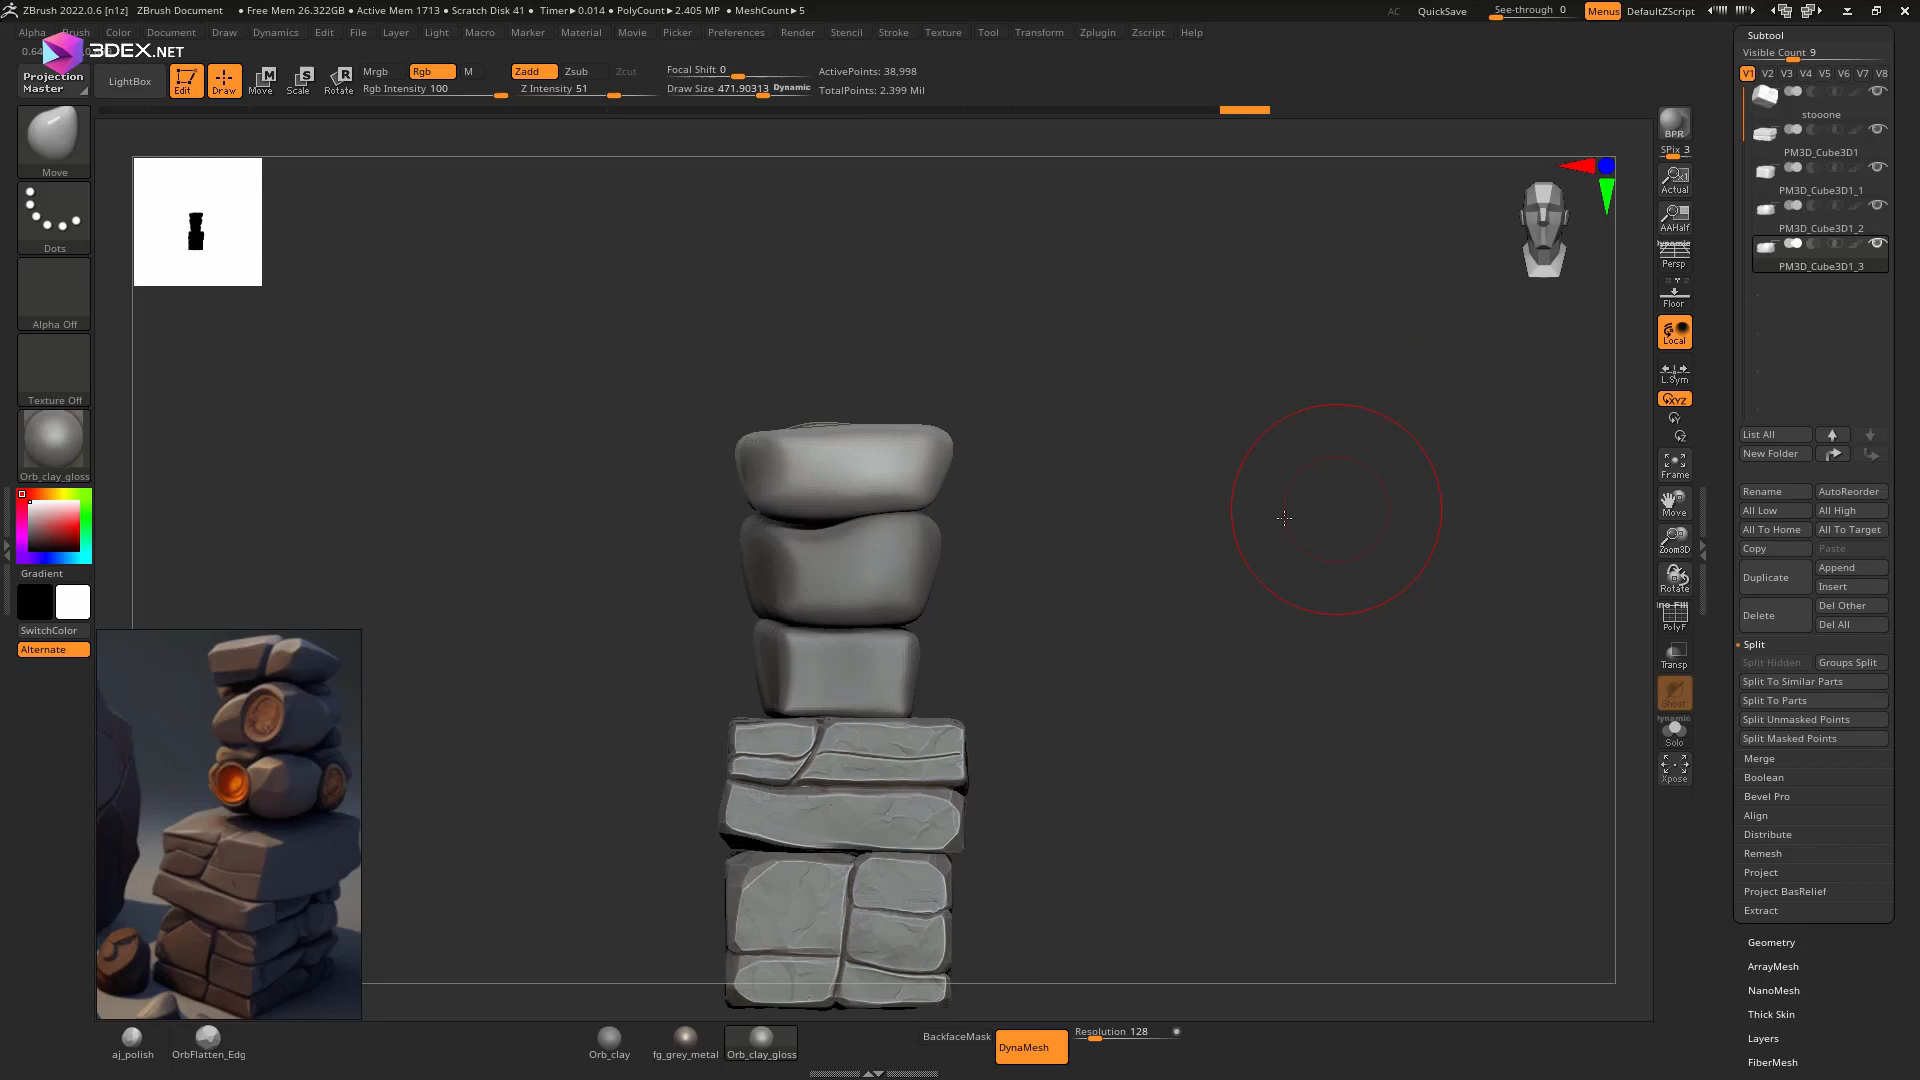 ZBrush 2022.0.6 [n1z] ZBrush Document • Free Mem 26.322GB • Active Mem 1713 • Scratch Disk 41 • Timer▸0.014 • PolyCount▸2.405 MP • MeshCount▸5 AC QuickSave See-through 0 Menus DefaultZScript
Alpha Brush Color Document Draw Dynamics Edit File Layer Light Macro Marker Material Movie Picker Preferences Render Stencil Stroke Texture Tool Transform Zplugin Zscript Help
3DEX.NET
Projection Master
LightBox
Edit Draw Move Scale Rotate
Mrgb Rgb M
Rgb Intensity 100
Zadd Zsub Zcut
Z Intensity 51
Focal Shift 0
Draw Size 471.90313 Dynamic
ActivePoints: 38,998
TotalPoints: 2.399 Mil
Move
Dots
Alpha Off
Texture Off
Orb_clay_gloss
Gradient
SwitchColor
Alternate
BPR
SPix 3
Actual
AAHalf
Dynamic
Persp
Floor
Local
L.Sym
XYZ
Frame
Move
Zoom3D
Rotate
PolyF
Transp
Ghost
Dynamic
Solo
Xpose
Subtool
Visible Count 9
V1 V2 V3 V4 V5 V6 V7 V8
stooone
PM3D_Cube3D1
PM3D_Cube3D1_1
PM3D_Cube3D1_2
PM3D_Cube3D1_3
List All
New Folder
Rename AutoReorder
All Low All High
All To Home All To Target
Copy Paste
Duplicate Append
Insert
Delete Del Other
Del All
Split
Split Hidden Groups Split
Split To Similar Parts
Split To Parts
Split Unmasked Points
Split Masked Points
Merge
Boolean
Bevel Pro
Align
Distribute
Remesh
Project
Project BasRelief
Extract
Geometry
ArrayMesh
NanoMesh
Thick Skin
Layers
FiberMesh
aj_polish OrbFlatten_Edg Orb_clay fg_grey_metal Orb_clay_gloss
BackfaceMask DynaMesh Resolution 128